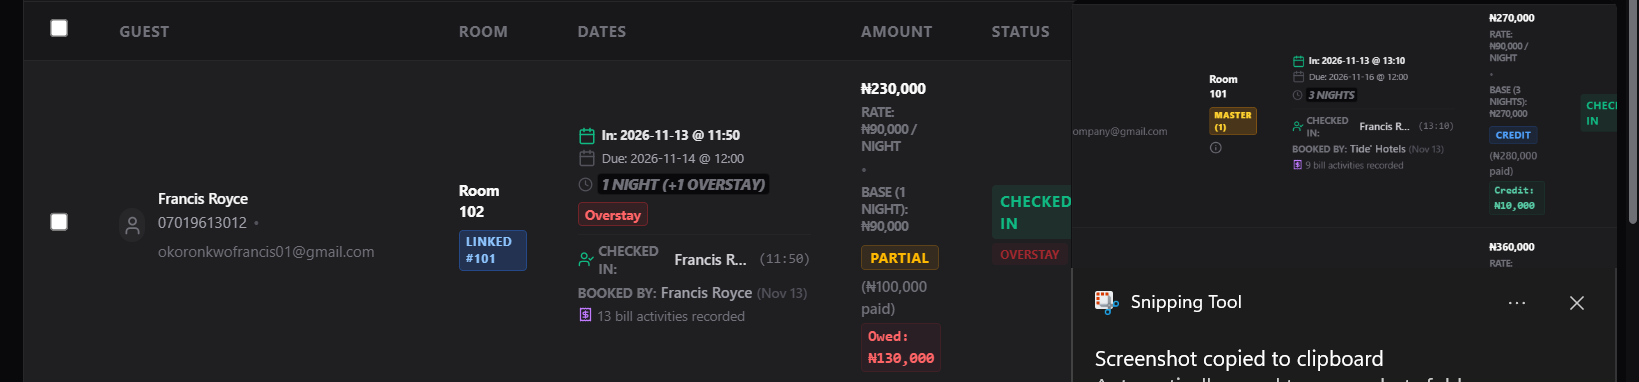 GUEST
ROOM
DATES
AMOUNT
STATUS
Francis Royce
07019613012 •
okoronkwofrancis01@gmail.com
Room
102
LINKED
#101
In: 2026-11-13 @ 11:50
Due: 2026-11-14 @ 12:00
1 NIGHT (+1 OVERSTAY)
Overstay
CHECKED
IN:
Francis R... (11:50)
BOOKED BY: Francis Royce (Nov 13)
13 bill activities recorded
₦230,000
RATE:
₦90,000 /
NIGHT
•
BASE (1
NIGHT):
₦90,000
PARTIAL
(₦100,000
paid)
Owed:
₦130,000
CHECKED
IN
OVERSTAY
ompany@gmail.com
Room
101
MASTER
(1)
In: 2026-11-13 @ 13:10
Due: 2026-11-16 @ 12:00
3 NIGHTS
CHECKED
IN:
Francis R... (13:10)
BOOKED BY: Tide' Hotels (Nov 13)
9 bill activities recorded
₦270,000
RATE:
₦90,000 /
NIGHT
•
BASE (3
NIGHTS):
₦270,000
CREDIT
(₦280,000
paid)
Credit:
₦10,000
CHEC
IN
₦360,000
RATE:
Snipping Tool
Screenshot copied to clipboard